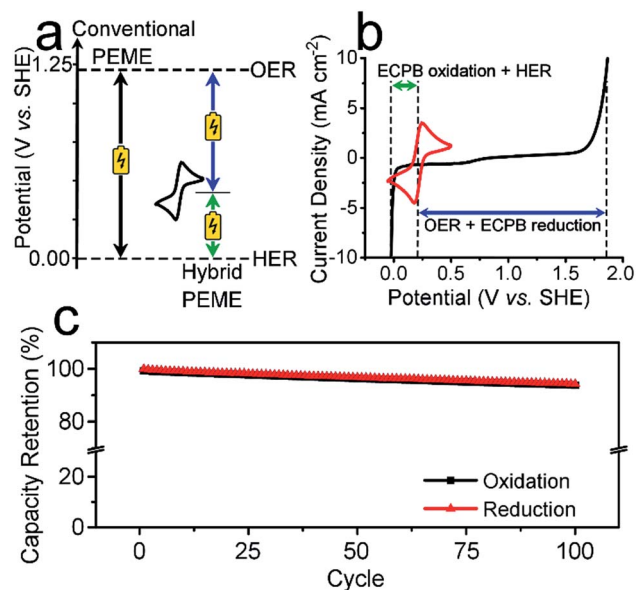 a
Conventional
PEME
1.25
OER
Potential (V vs. SHE)
0.00
HER
Hybrid
PEME
b
10
ECPB oxidation + HER
5
0
-5
OER + ECPB reduction
-10
0.0 0.5 1.0 1.5 2.0
Current Density (mA cm-2)
Potential (V vs. SHE)
c
100
80
20
0
Capacity Retention (%)
Oxidation
Reduction
0 25 50 75 100
Cycle